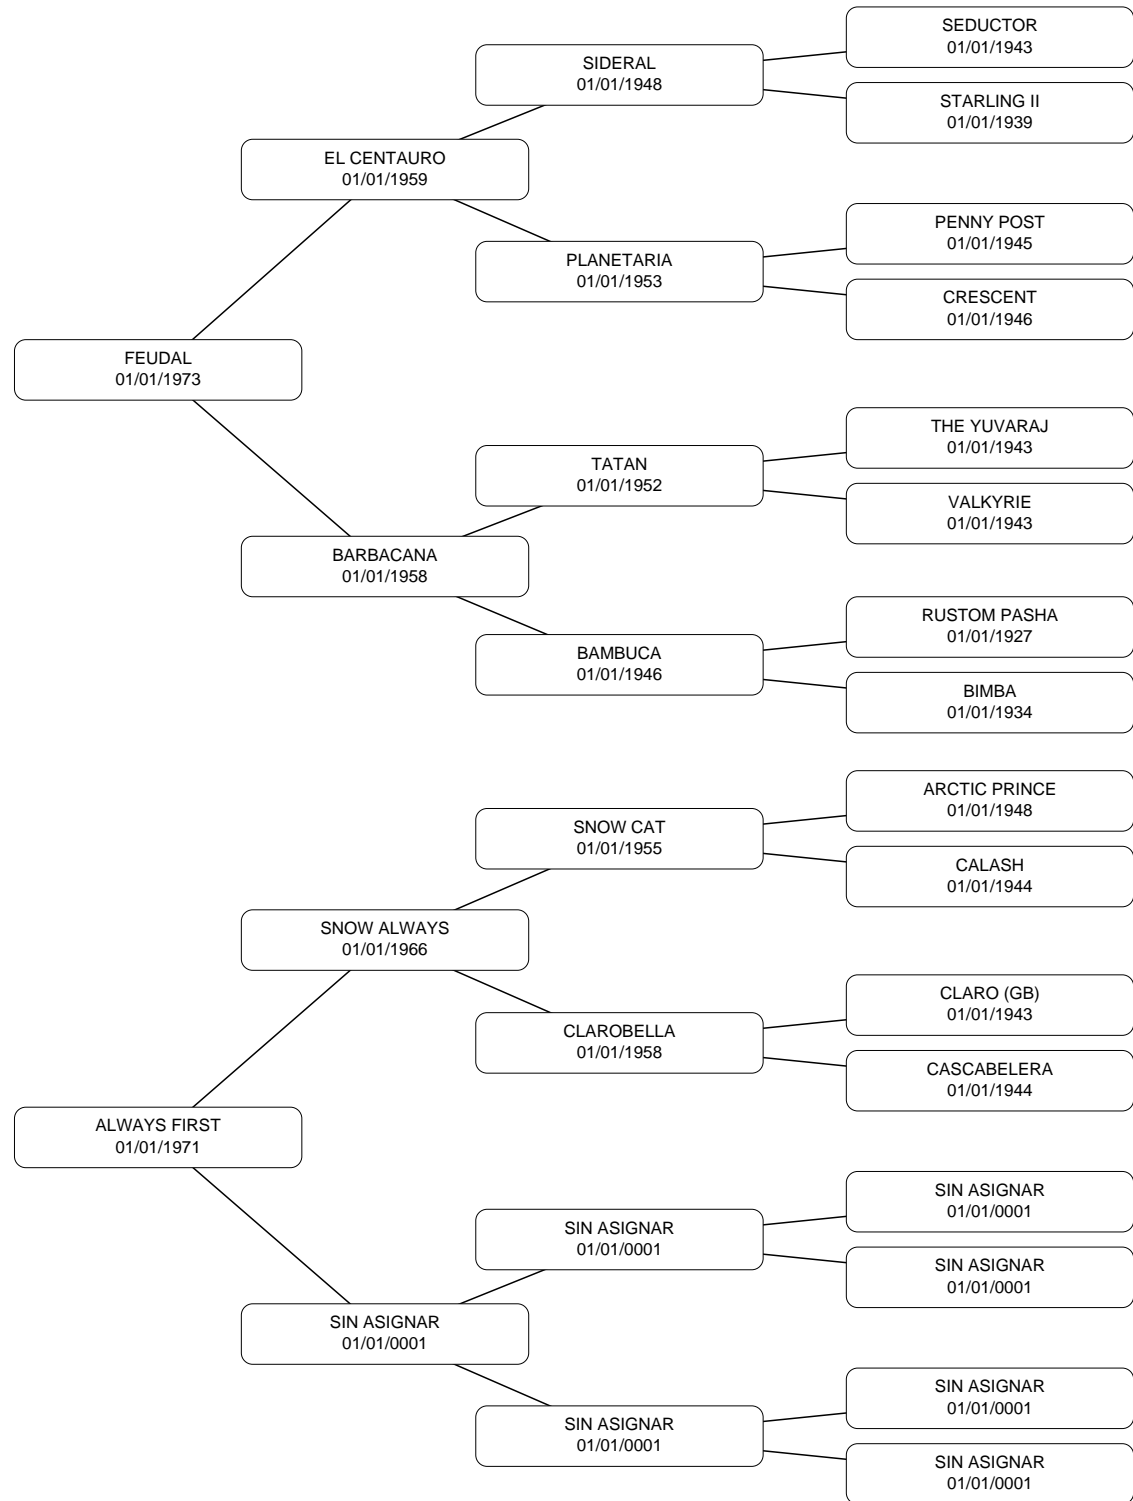 SEDUCTOR
01/01/1943
SIDERAL
01/01/1948
STARLING II
01/01/1939
EL CENTAURO
01/01/1959
PENNY POST
01/01/1945
PLANETARIA
01/01/1953
CRESCENT
01/01/1946
FEUDAL
01/01/1973
THE YUVARAJ
01/01/1943
TATAN
01/01/1952
VALKYRIE
01/01/1943
BARBACANA
01/01/1958
RUSTOM PASHA
01/01/1927
BAMBUCA
01/01/1946
BIMBA
01/01/1934
ARCTIC PRINCE
01/01/1948
SNOW CAT
01/01/1955
CALASH
01/01/1944
SNOW ALWAYS
01/01/1966
CLARO (GB)
01/01/1943
CLAROBELLA
01/01/1958
CASCABELERA
01/01/1944
ALWAYS FIRST
01/01/1971
SIN ASIGNAR
01/01/0001
SIN ASIGNAR
01/01/0001
SIN ASIGNAR
01/01/0001
SIN ASIGNAR
01/01/0001
SIN ASIGNAR
01/01/0001
SIN ASIGNAR
01/01/0001
SIN ASIGNAR
01/01/0001